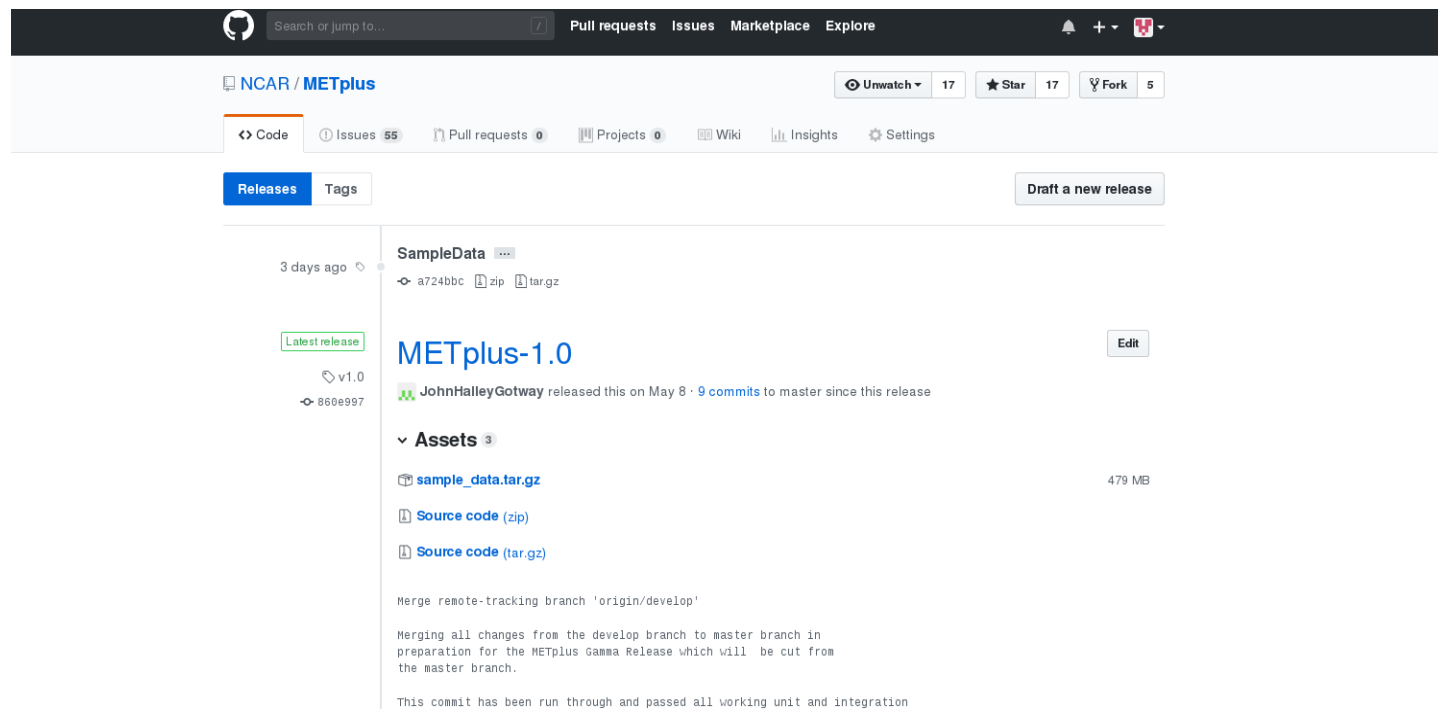 Search or jump to... / Pull requests Issues Marketplace Explore
NCAR / METplus Unwatch 17 Star 17 Fork 5
Code Issues 55 Pull requests 0 Projects 0 Wiki Insights Settings
Releases Tags Draft a new release
SampleData ...
3 days ago
a724bbc zip tar.gz
Latest release
METplus-1.0 Edit
v1.0
JohnHalleyGotway released this on May 8 · 9 commits to master since this release
860e997
Assets 3
sample_data.tar.gz 479 MB
Source code (zip)
Source code (tar.gz)
Merge remote-tracking branch 'origin/develop'
Merging all changes from the develop branch to master branch in
preparation for the METplus Gamma Release which will  be cut from
the master branch.
This commit has been run through and passed all working unit and integration